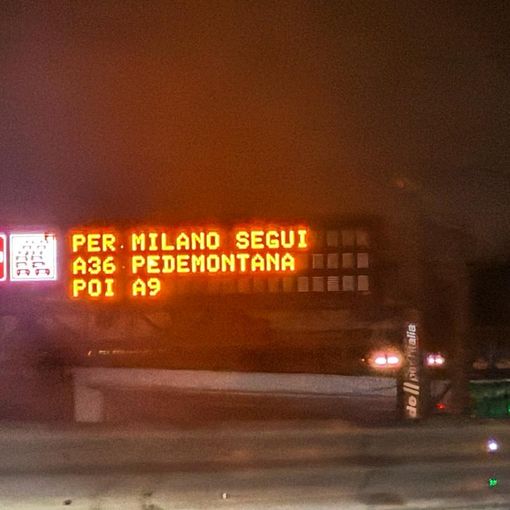 PER MILANO SEGUI
A36 PEDEMONTANA
POI A9